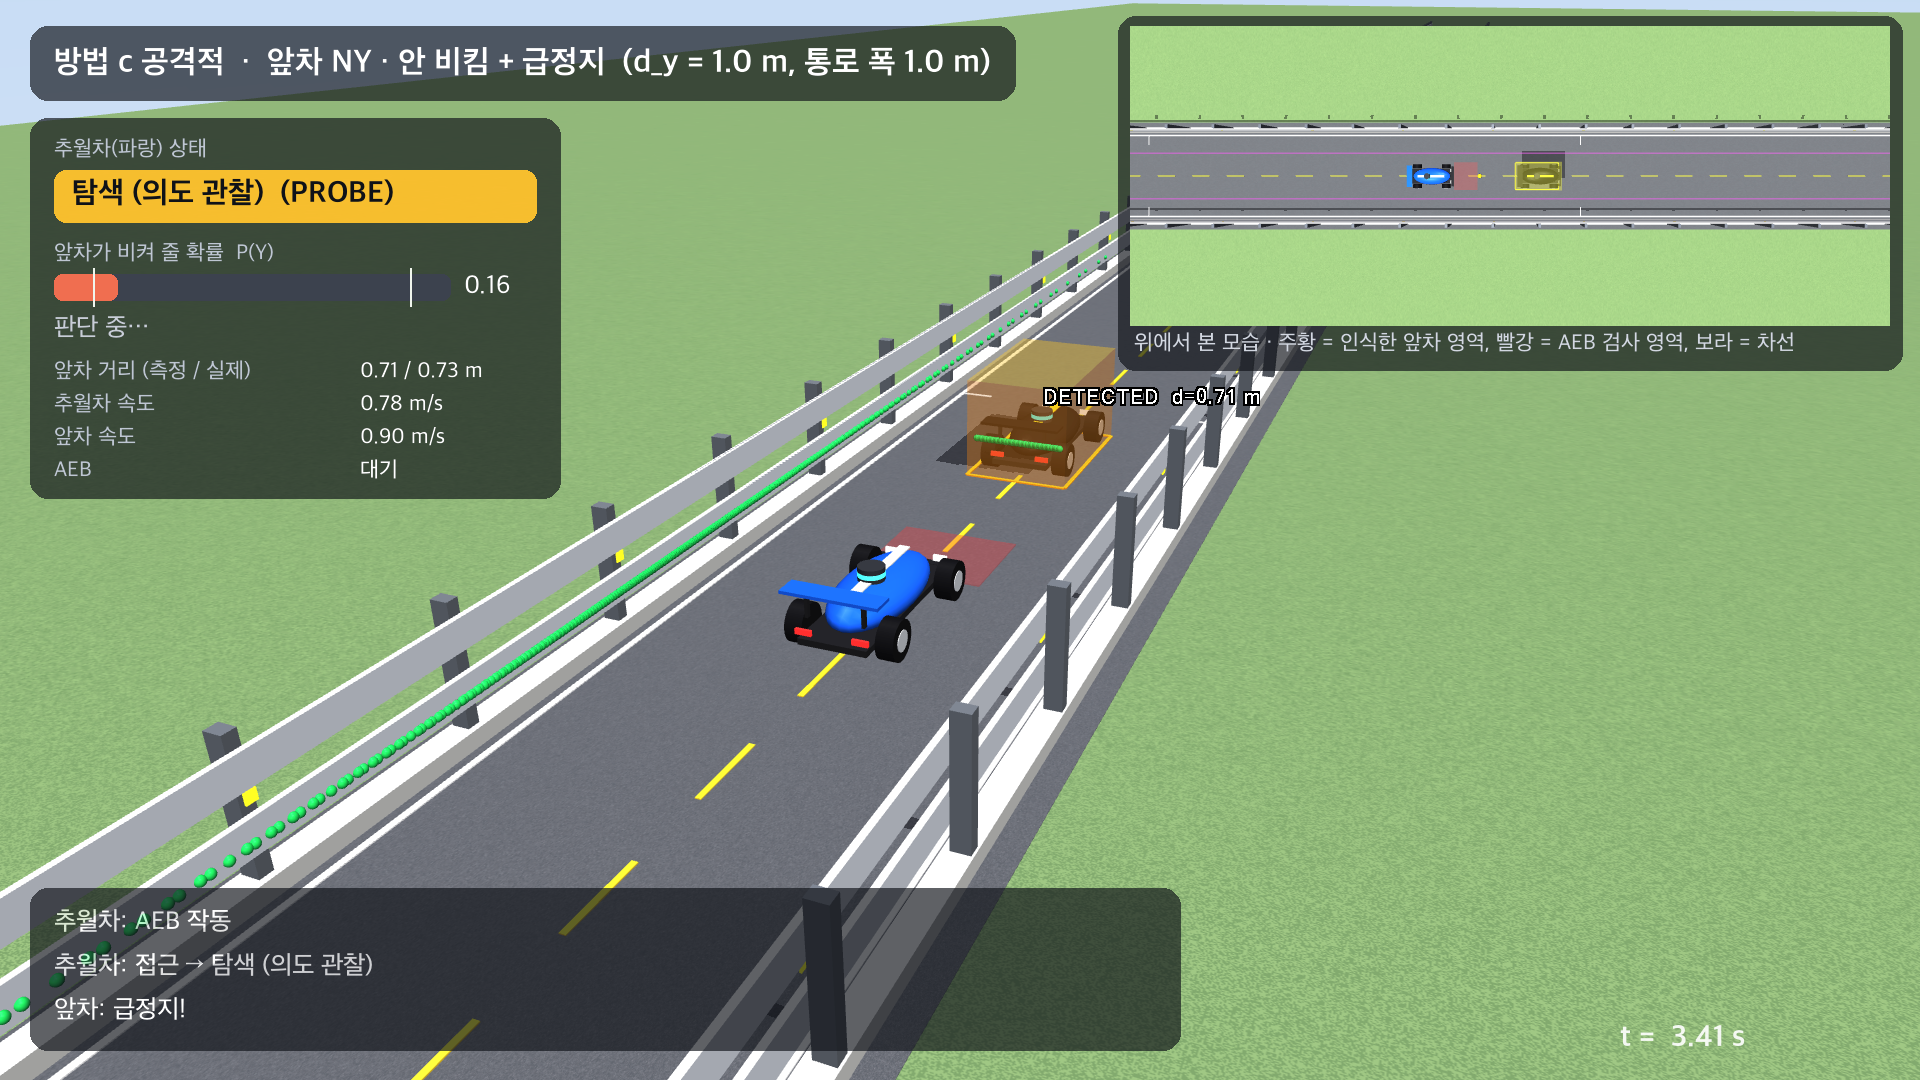 방법 c 공격적 · 앞차 NY · 안 비킴 + 급정지 (d_y = 1.0 m, 통로 폭 1.0 m)
추월차(파랑) 상태
탐색 (의도 관찰) (PROBE)
앞차가 비켜 줄 확률 P(Y)
0.16
판단 중…
앞차 거리 (측정 / 실제) 0.71 / 0.73 m
추월차 속도 0.78 m/s
앞차 속도 0.90 m/s
AEB 대기
위에서 본 모습 · 주황 = 인식한 앞차 영역, 빨강 = AEB 검사 영역, 보라 = 차선
DETECTED d=0.71 m
추월차: AEB 작동
추월차: 접근 → 탐색 (의도 관찰)
앞차: 급정지!
t = 3.41 s